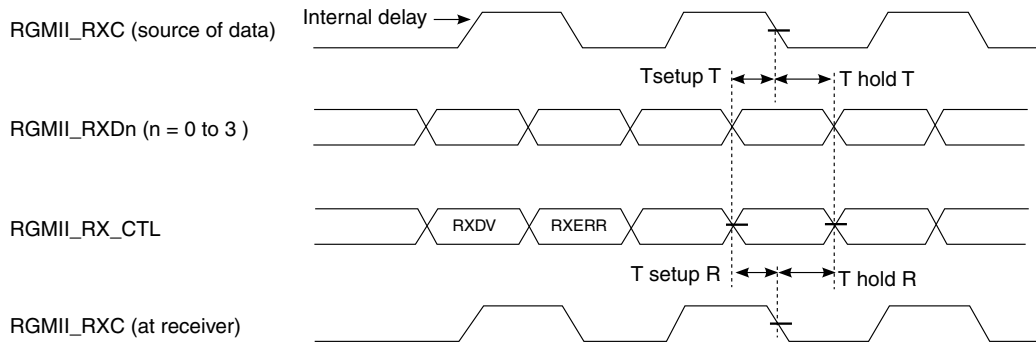 Internal delay
RGMII_RXC (source of data)
Tsetup T
T hold T
RGMII_RXDn (n = 0 to 3 )
RGMII_RX_CTL
RXDV
RXERR
T setup R
T hold R
RGMII_RXC (at receiver)